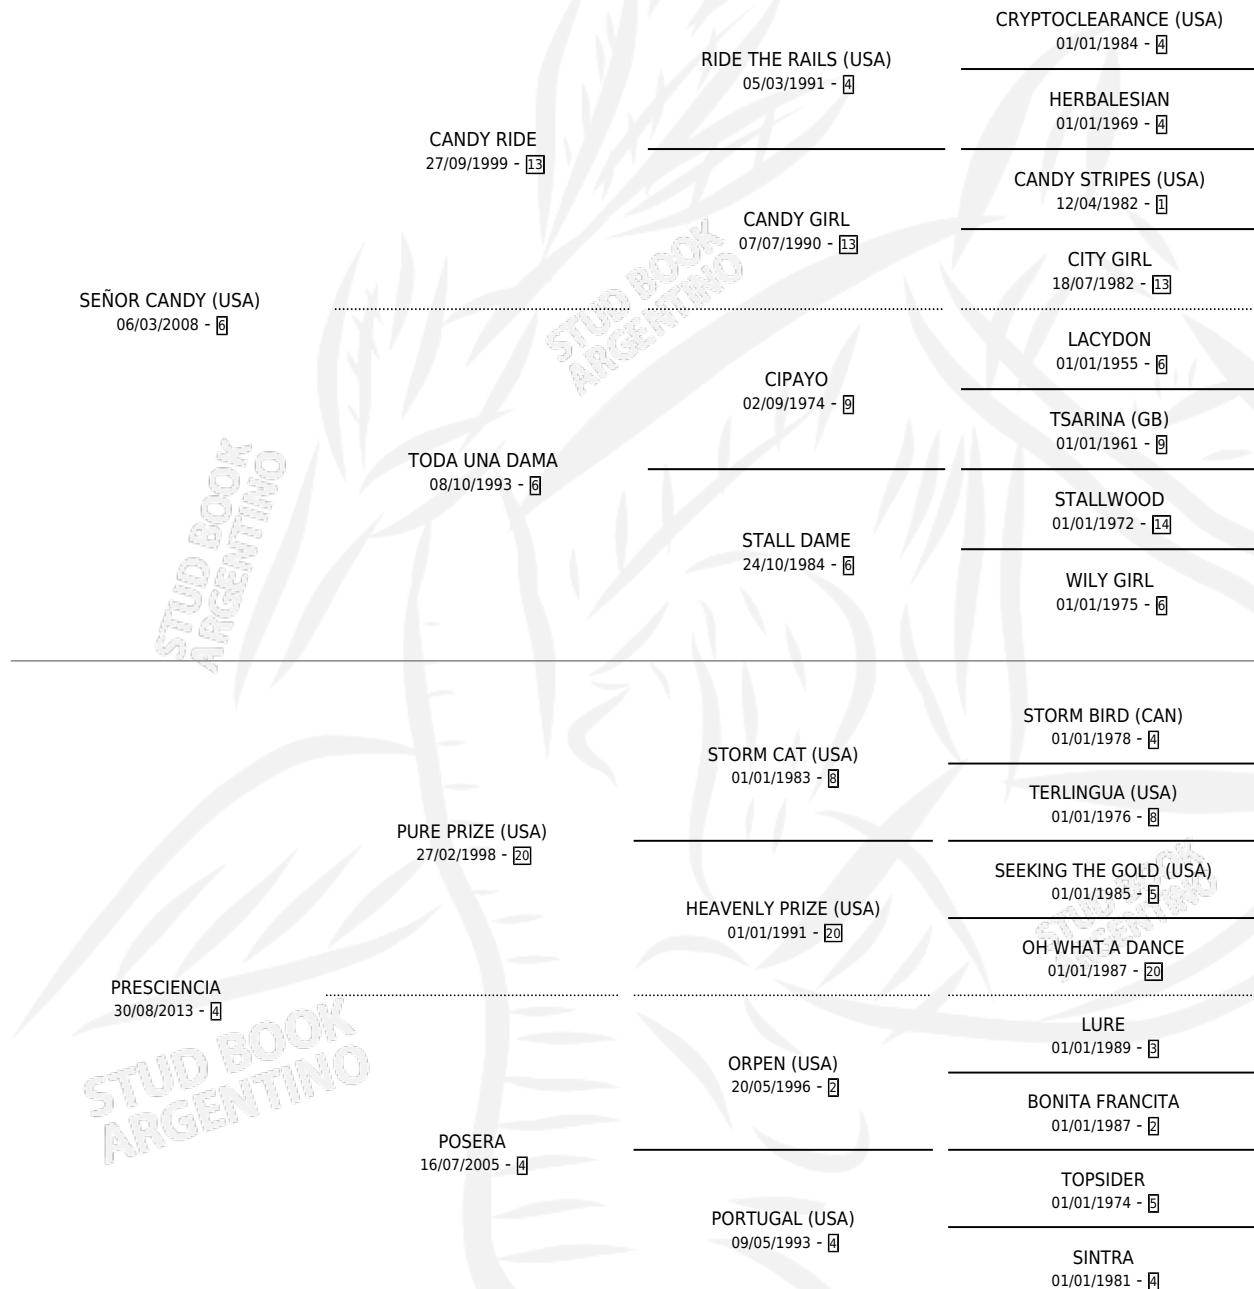 CRYPTOCLEARANCE (USA)
01/01/1984 - 4
RIDE THE RAILS (USA)
05/03/1991 - 4
HERBALESIAN
01/01/1969 - 4
CANDY RIDE
27/09/1999 - 13
CANDY STRIPES (USA)
12/04/1982 - 1
CANDY GIRL
07/07/1990 - 13
CITY GIRL
18/07/1982 - 13
SEÑOR CANDY (USA)
06/03/2008 - 6
LACYDON
01/01/1955 - 6
CIPAYO
02/09/1974 - 9
TSARINA (GB)
01/01/1961 - 9
TODA UNA DAMA
08/10/1993 - 6
STALLWOOD
01/01/1972 - 14
STALL DAME
24/10/1984 - 6
WILY GIRL
01/01/1975 - 6
STORM BIRD (CAN)
01/01/1978 - 4
STORM CAT (USA)
01/01/1983 - 8
TERLINGUA (USA)
01/01/1976 - 8
PURE PRIZE (USA)
27/02/1998 - 20
SEEKING THE GOLD (USA)
01/01/1985 - 5
HEAVENLY PRIZE (USA)
01/01/1991 - 20
OH WHAT A DANCE
01/01/1987 - 20
PRESCIENCIA
30/08/2013 - 4
LURE
01/01/1989 - 3
ORPEN (USA)
20/05/1996 - 2
BONITA FRANCITA
01/01/1987 - 2
POSERA
16/07/2005 - 4
TOPSIDER
01/01/1974 - 5
PORTUGAL (USA)
09/05/1993 - 4
SINTRA
01/01/1981 - 4
STUD BOOK
ARGENTINO
STUD BOOK
ARGENTINO
STUD BOOK
ARGENTINO
STUD BOOK
ARGENTINO